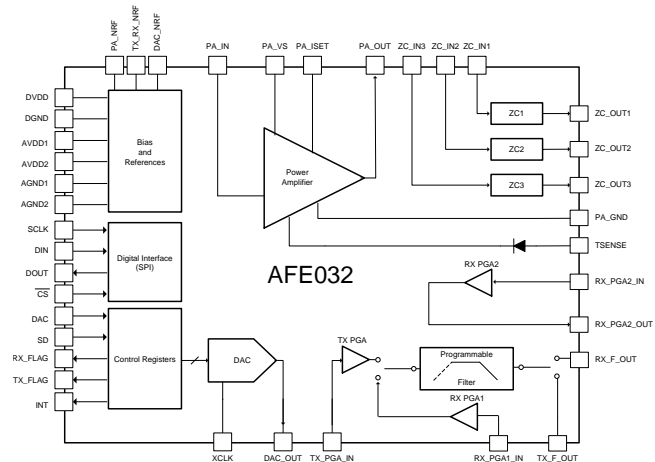 PA_NRF
TX_RX_NRF
DAC_NRF
PA_IN
PA_VS
PA_ISET
PA_OUT
ZC_IN3
ZC_IN2
ZC_IN1
DVDD
DGND
AVDD1
AVDD2
AGND1
AGND2
Bias
and
References
Power
Amplifier
ZC1
ZC2
ZC3
ZC_OUT1
ZC_OUT2
ZC_OUT3
PA_GND
TSENSE
SCLK
DIN
DOUT
CS
Digital Interface
(SPI)
AFE032
RX PGA2
RX_PGA2_IN
RX_PGA2_OUT
DAC
SD
RX_FLAG
TX_FLAG
INT
Control Registers
DAC
TX PGA
Programmable
Filter
RX PGA1
RX_F_OUT
XCLK
DAC_OUT
TX_PGA_IN
RX_PGA1_IN
TX_F_OUT